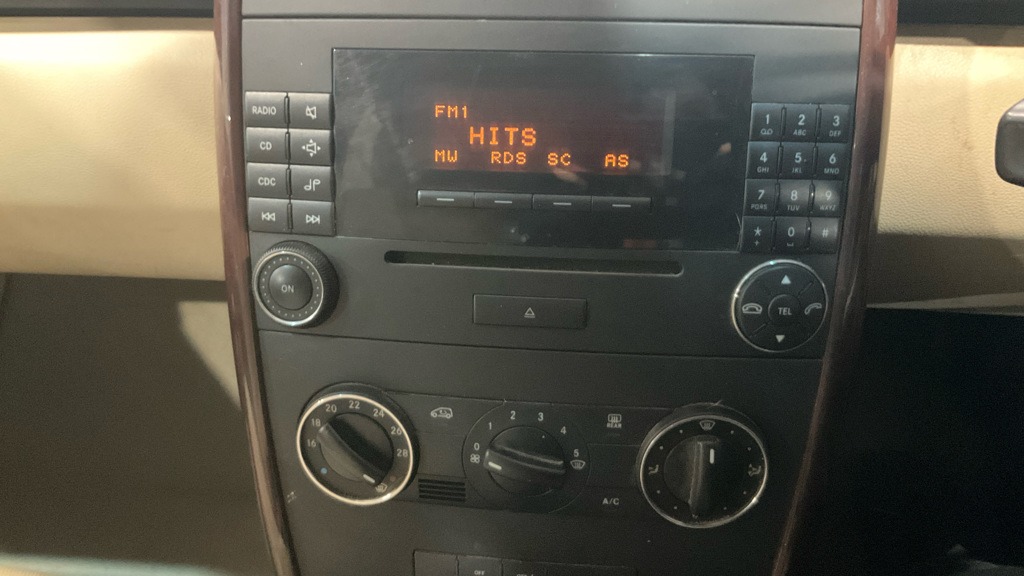 FM1
HITS
MW RDS SC AS
RADIO
CD
CDC
ON
1
2 ABC
3 DEF
4 GHI
5 JKL
6 MNO
7 PQRS
8 TUV
9 WXYZ
*
0
#
TEL
16 18 20 22 24 26 28
0 1 2 3 4 5
REAR
A/C
OFF